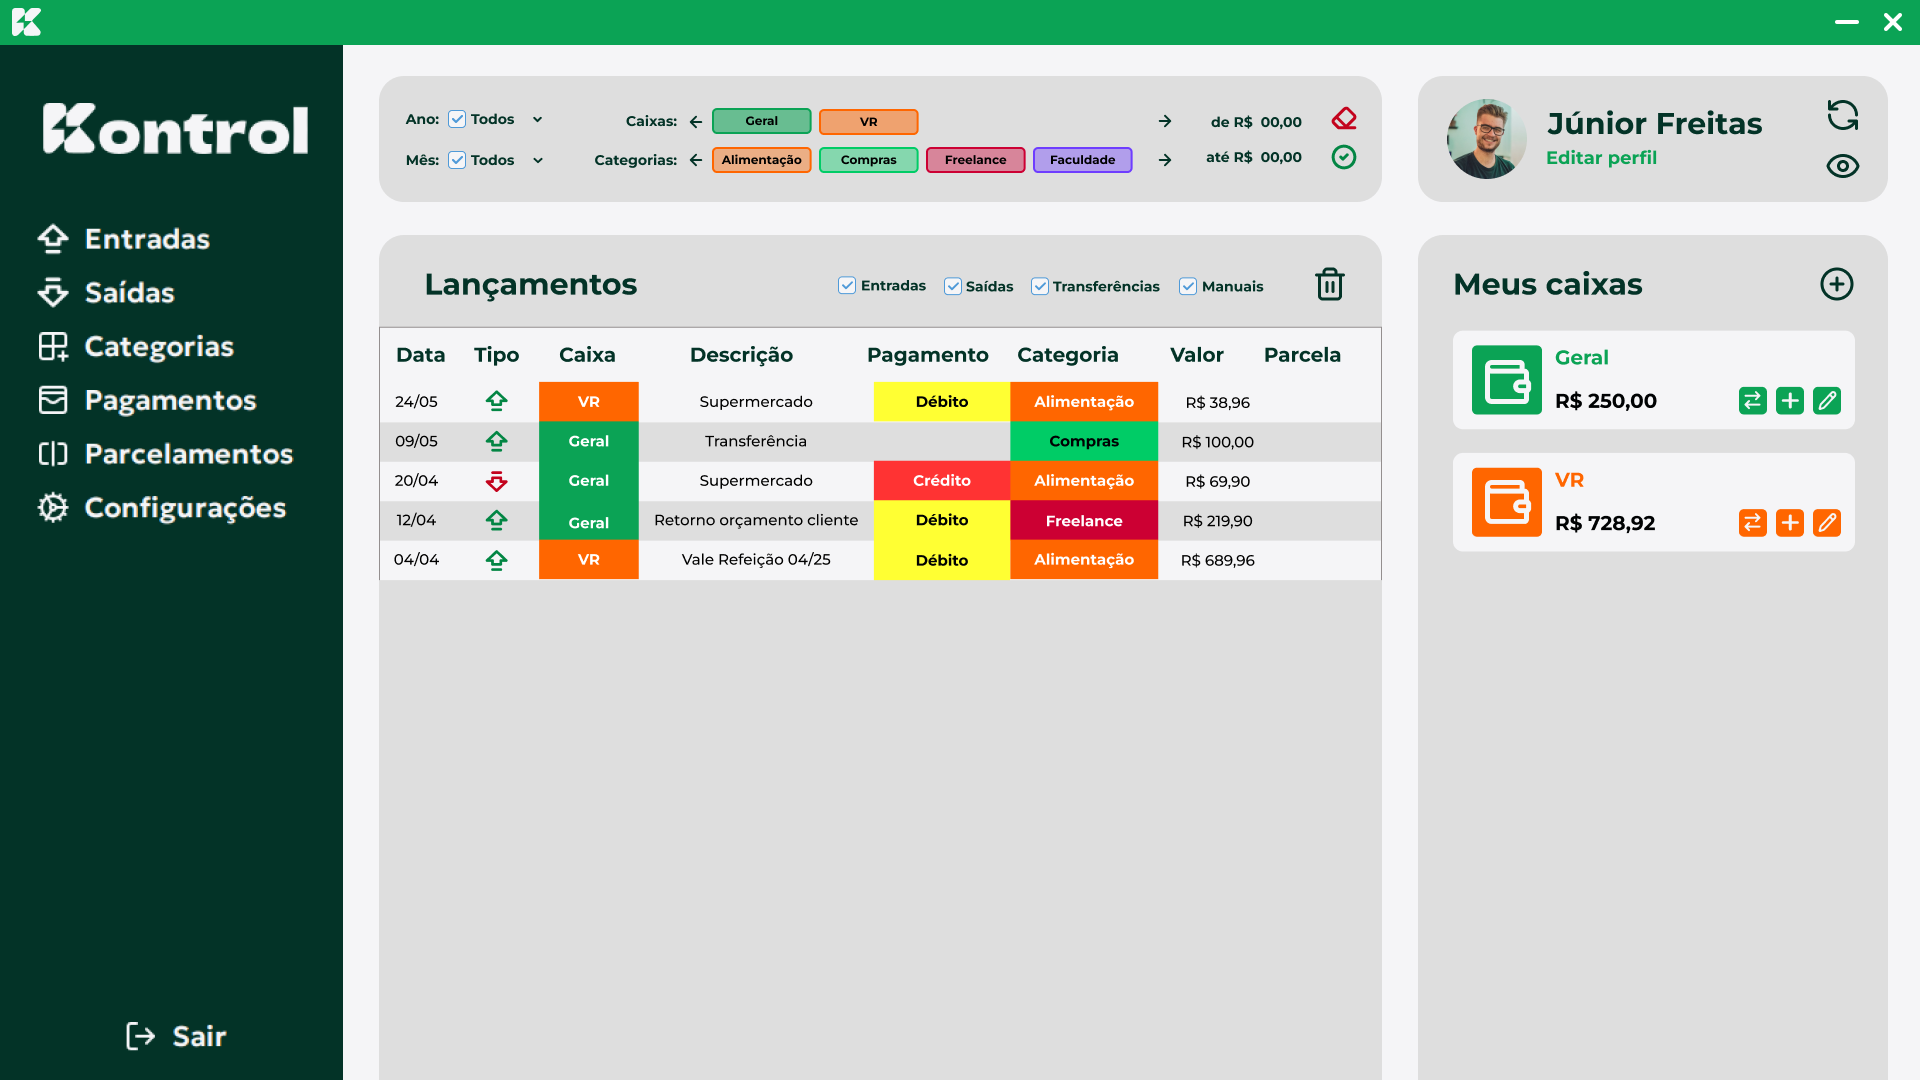 Kontrol
Entradas
Saídas
Categorias
Pagamentos
Parcelamentos
Configurações
Sair
Ano: Todos
Mês: Todos
Caixas: Geral VR
Categorias: Alimentação Compras Freelance Faculdade
de R$ 00,00
até R$ 00,00
Júnior Freitas
Editar perfil
Lançamentos
Entradas Saídas Transferências Manuais
Data Tipo Caixa Descrição Pagamento Categoria Valor Parcela
24/05 VR Supermercado Débito Alimentação R$ 38,96
09/05 Geral Transferência Compras R$ 100,00
20/04 Geral Supermercado Crédito Alimentação R$ 69,90
12/04 Geral Retorno orçamento cliente Débito Freelance R$ 219,90
04/04 VR Vale Refeição 04/25 Débito Alimentação R$ 689,96
Meus caixas
Geral
R$ 250,00
VR
R$ 728,92